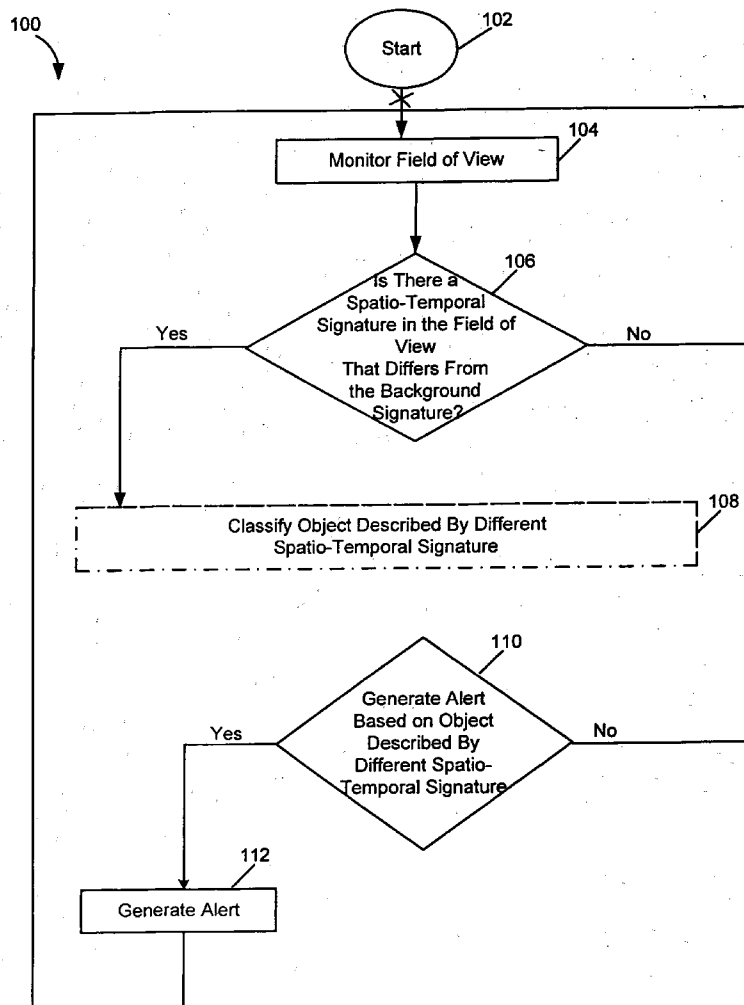 100
102
Start
104
Monitor Field of View
106
Is There a
Spatio-Temporal
Signature in the Field of
View
That Differs From
the Background
Signature?
Yes
No
108
Classify Object Described By Different
Spatio-Temporal Signature
110
Generate Alert
Based on Object
Described By
Different Spatio-
Temporal Signature
Yes
No
112
Generate Alert